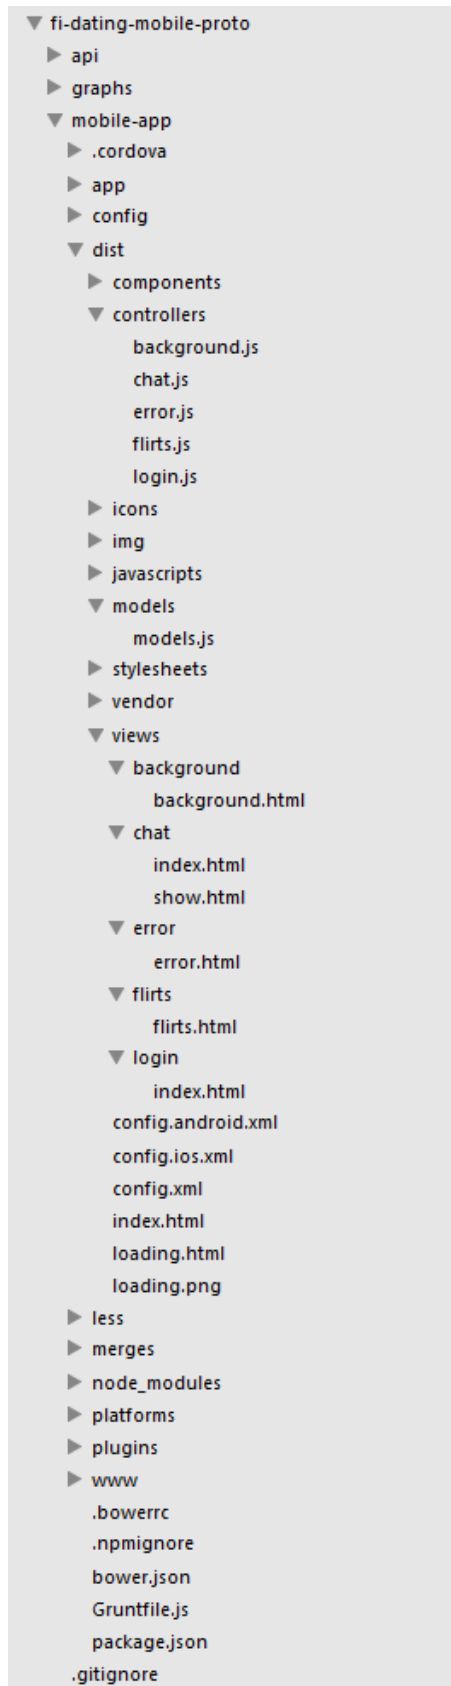 fi-dating-mobile-proto
api
graphs
mobile-app
.cordova
app
config
dist
components
controllers
background.js
chat.js
error.js
flirts.js
login.js
icons
img
javascripts
models
models.js
stylesheets
vendor
views
background
background.html
chat
index.html
show.html
error
error.html
flirts
flirts.html
login
index.html
config.android.xml
config.ios.xml
config.xml
index.html
loading.html
loading.png
less
merges
node_modules
platforms
plugins
www
.bowerrc
.npmignore
bower.json
Gruntfile.js
package.json
.gitignore